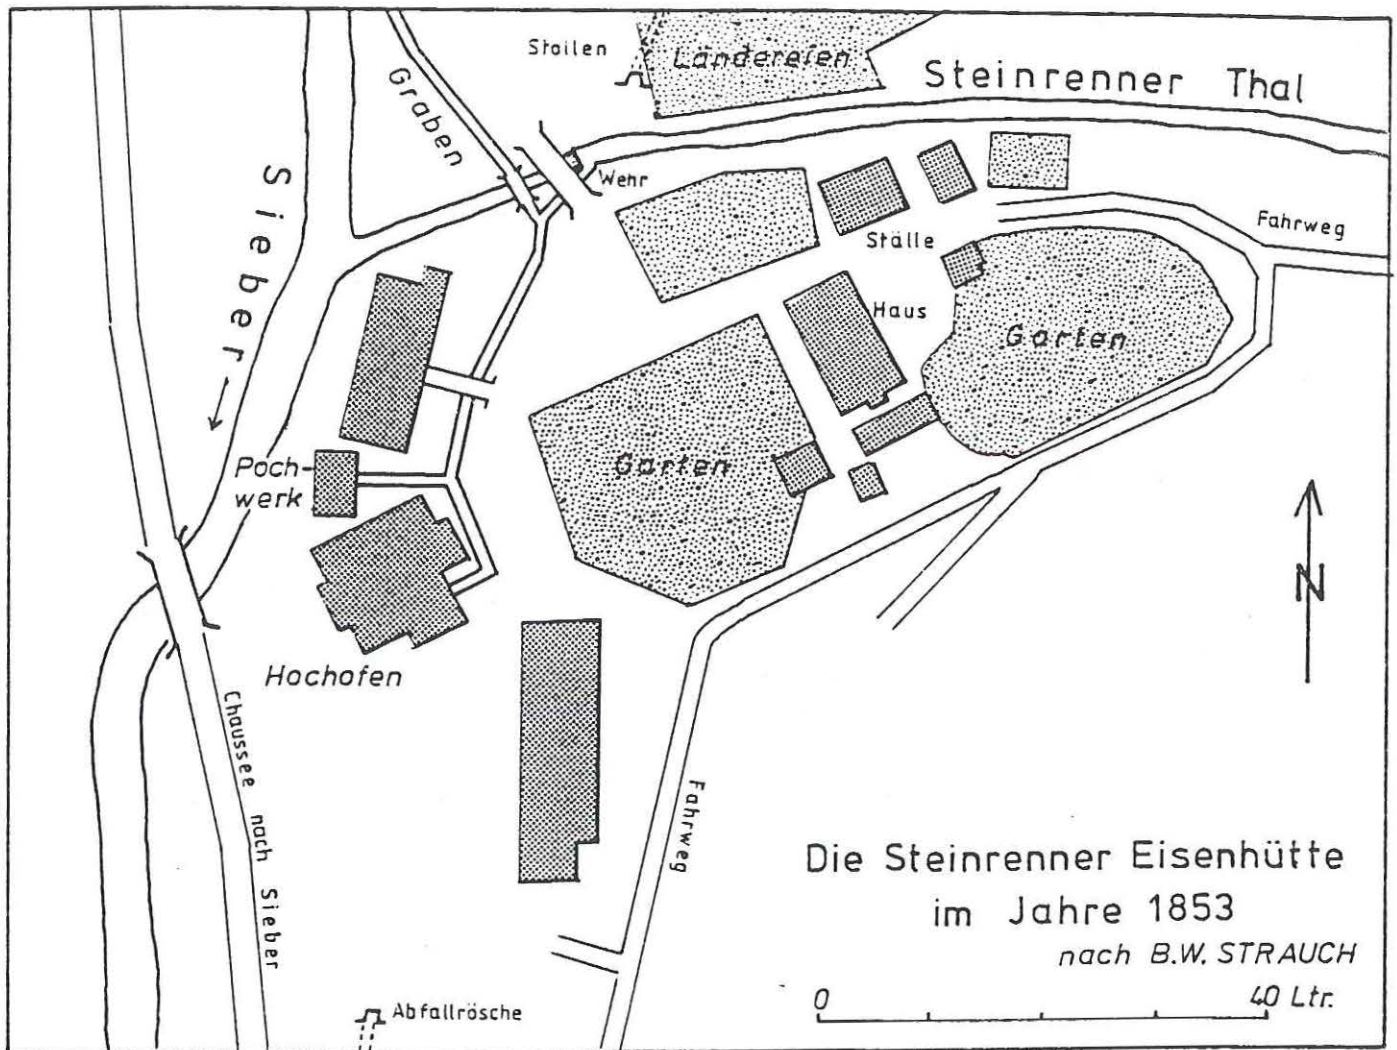 Stollen
Ländereien
Steinrenner Thal
Graben
Sieber
Wehr
Ställe
Fahrweg
Haus
Garten
Garten
Poch-
werk
N
Hochofen
Chaussee nach Sieber
Fahrweg
Die Steinrenner Eisenhütte
im Jahre 1853
nach B.W. STRAUCH
0 40 Ltr.
Abfallrösche